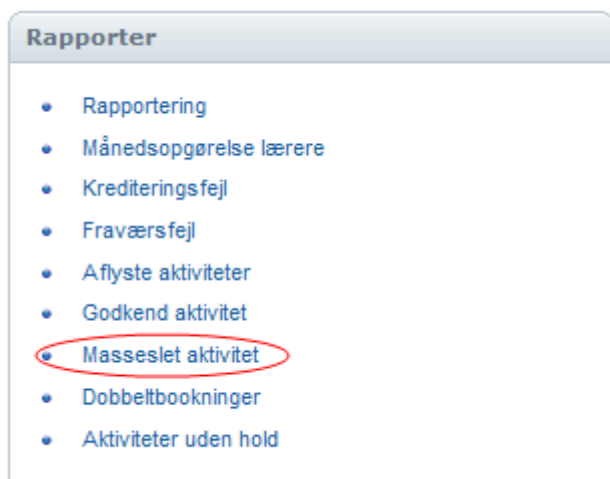 Rapporter
Rapportering
Månedsopgørelse lærere
Krediteringsfejl
Fraværsfejl
Aflyste aktiviteter
Godkend aktivitet
Masseslet aktivitet
Dobbeltbookninger
Aktiviteter uden hold